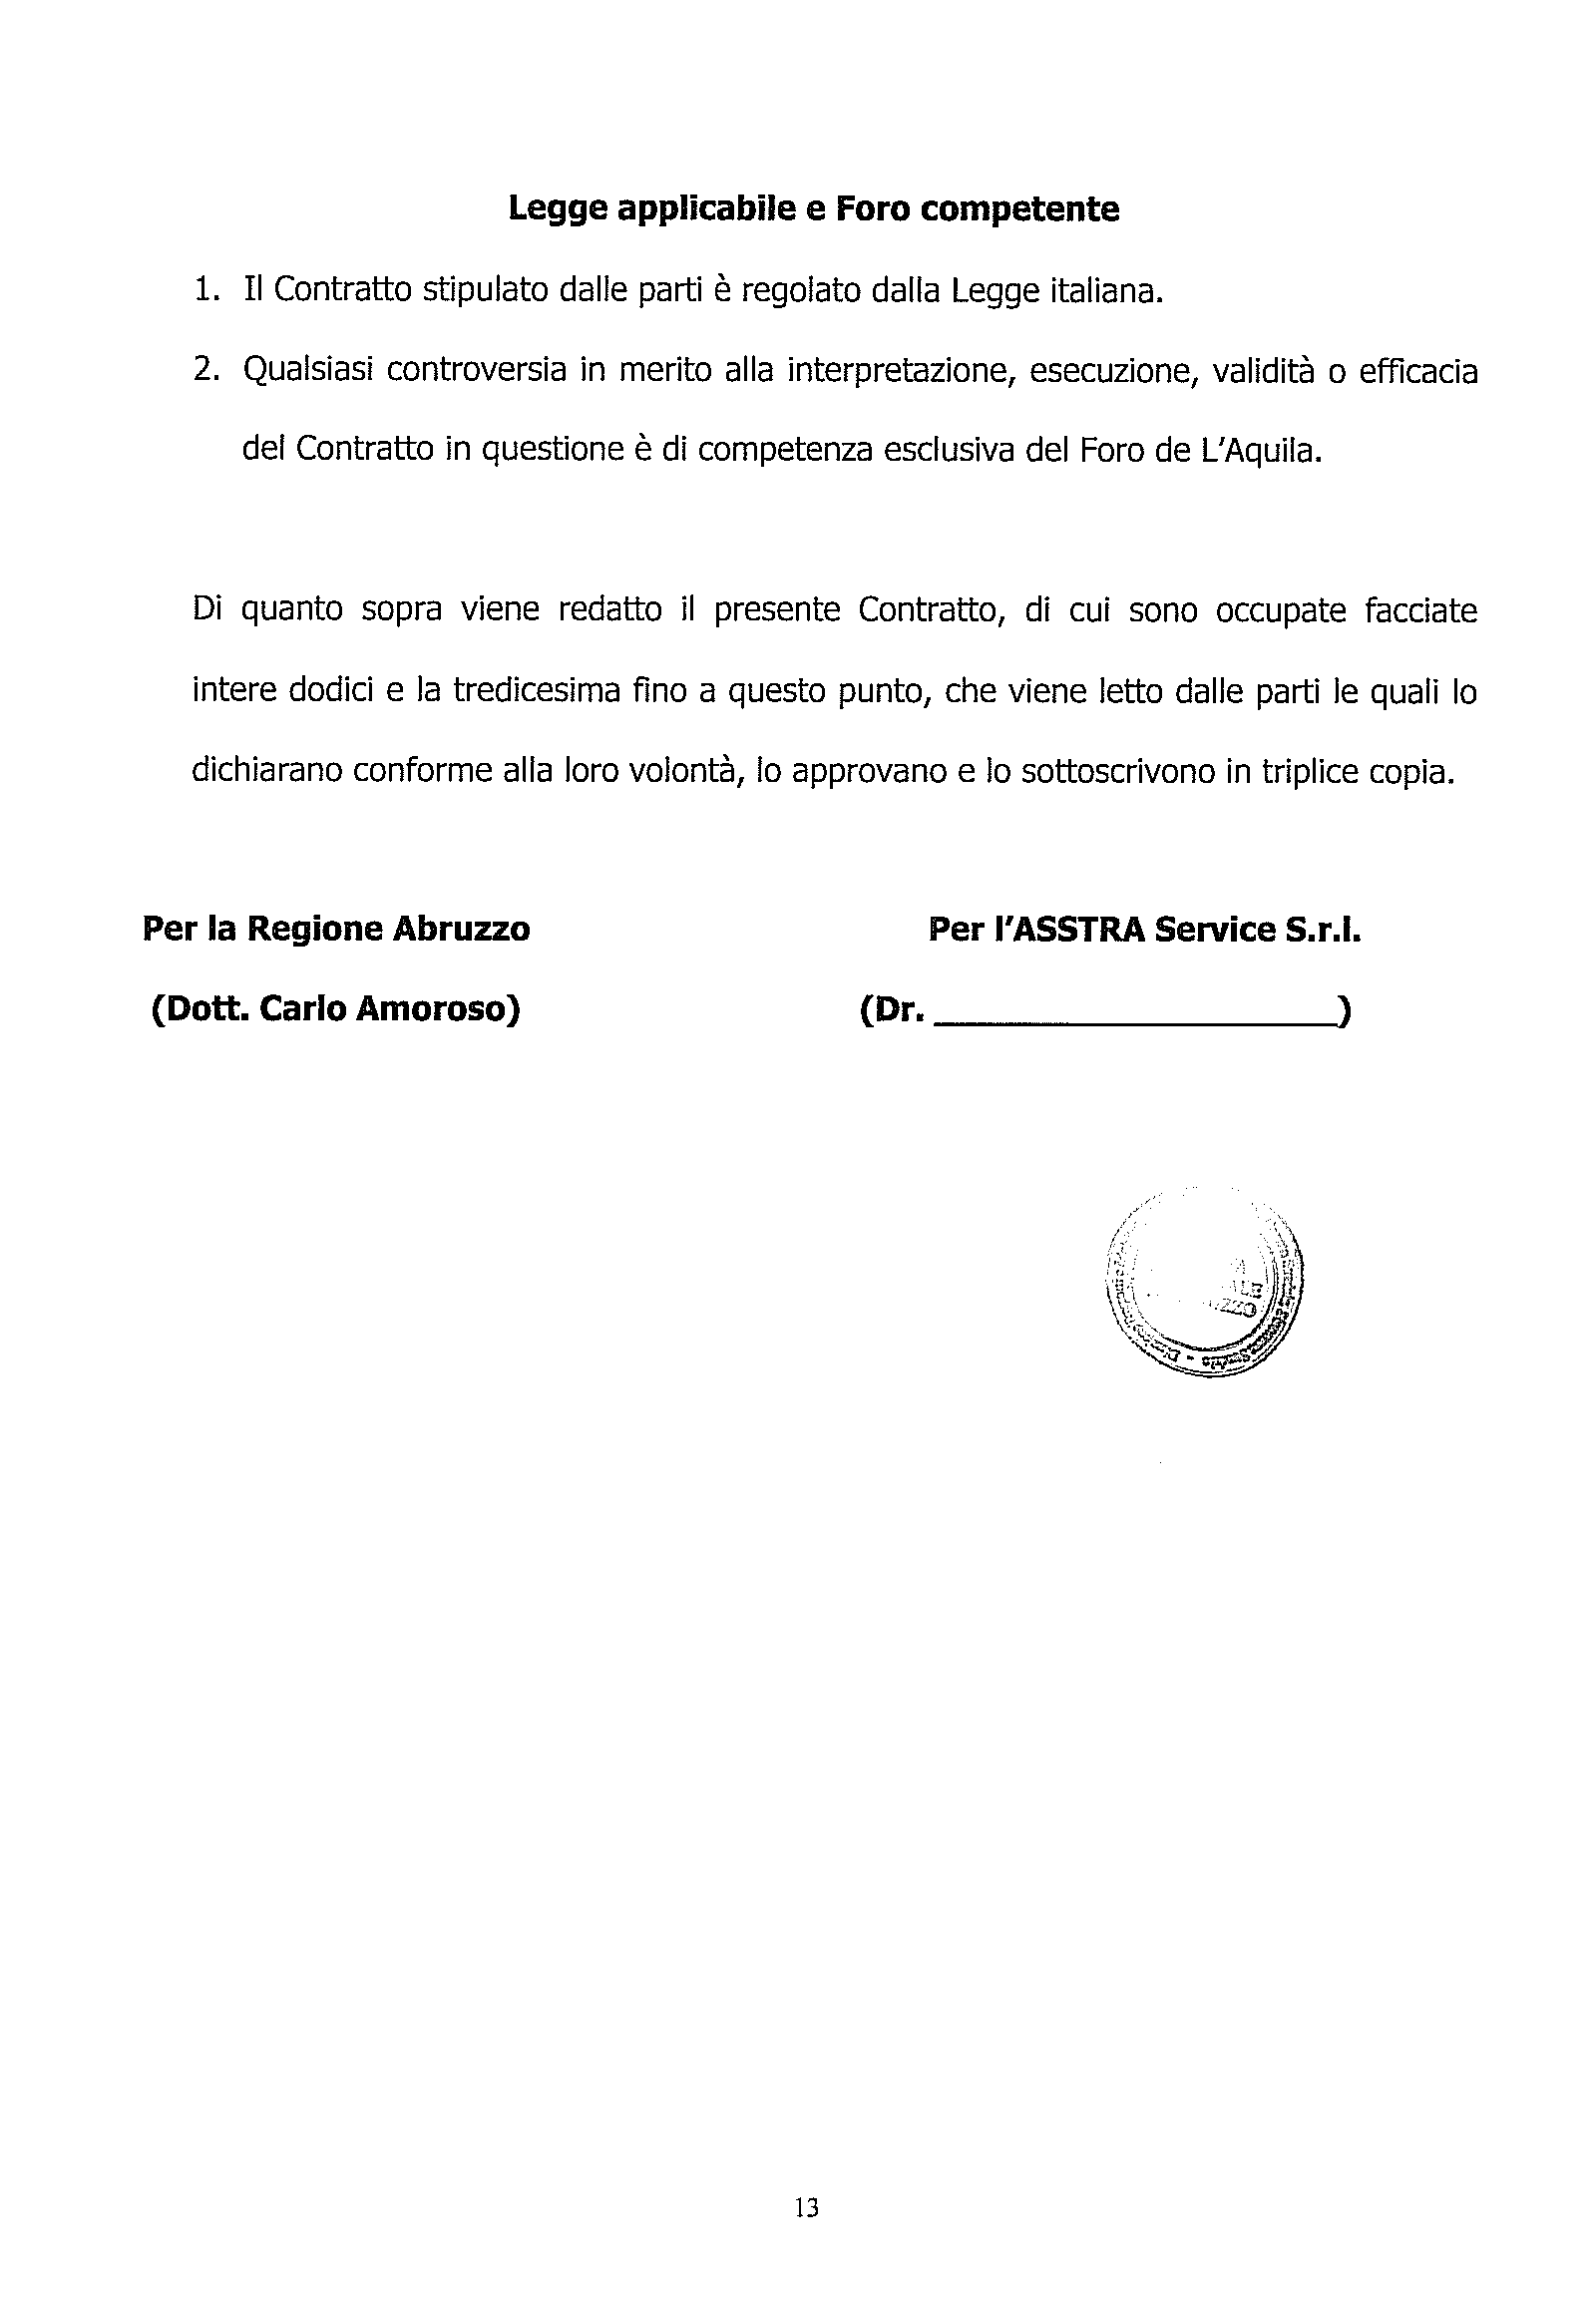 Legge applicabile e Foro competente
1. Il Contratto stipulato dalle parti è regolato dalla Legge italiana.
2. Qualsiasi controversia in merito alla interpretazione, esecuzione, validità o efficacia
del Contratto in questione è di competenza esclusiva del Foro de L'Aquila.
Di quanto sopra viene redatto il presente Contratto, di cui sono occupate facciate
intere dodici e la tredicesima fino a questo punto, che viene letto dalle parti le quali lo
dichiarano conforme alla loro volontà, lo approvano e lo sottoscrivono in triplice copia.
Per la Regione Abruzzo Per l'ASSTRA Service S.r.l.
(Dott. Carlo Amoroso) (Dr. ______________________)
13